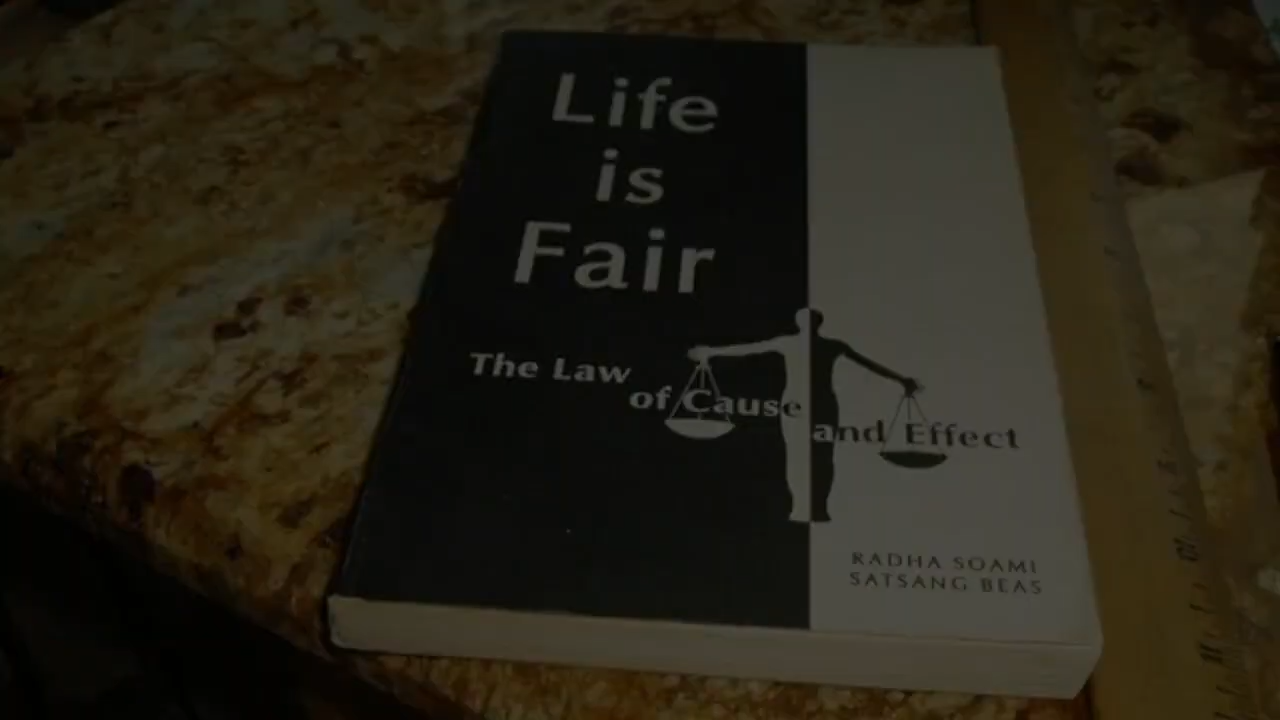 Life
is
Fair
The Law
of Cause
and Effect
RADHA SOAMI
SATSANG BEAS